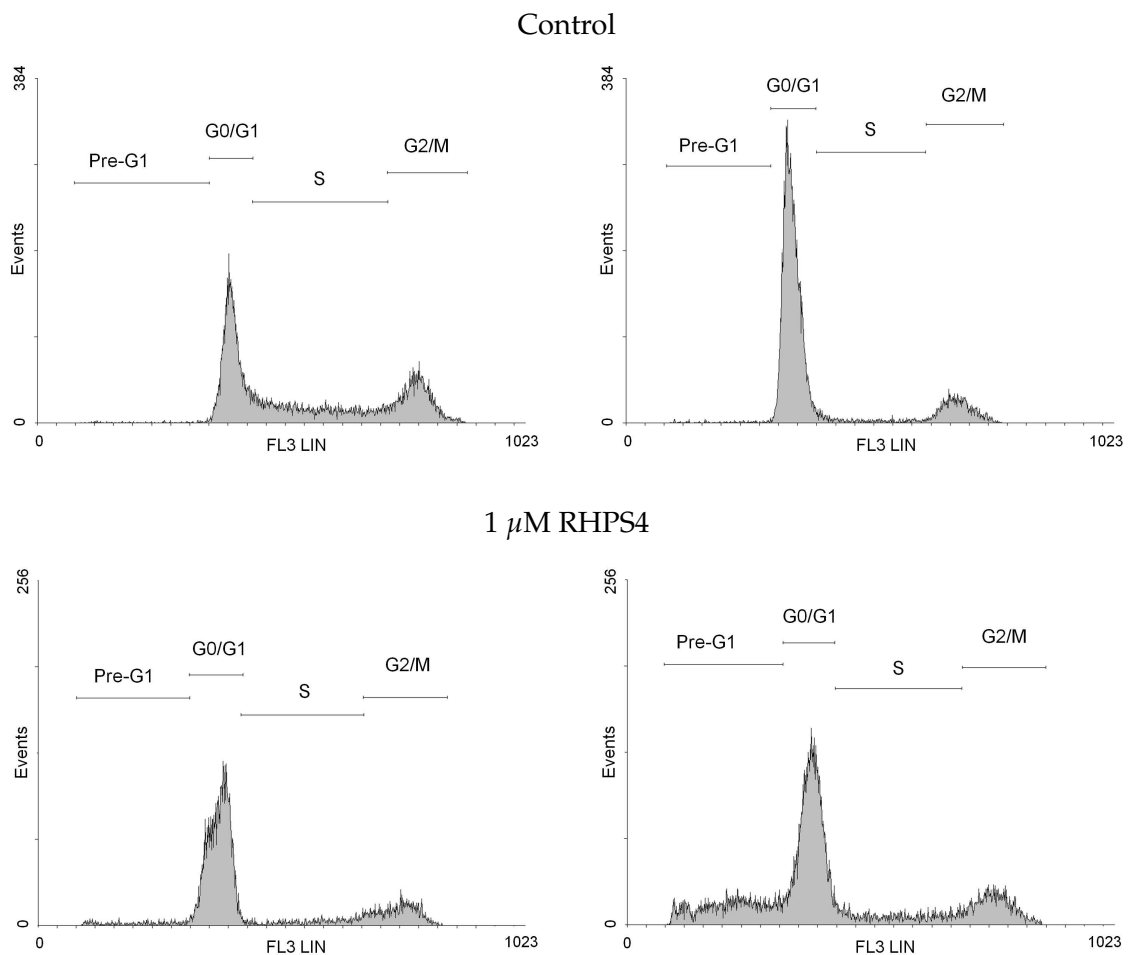 Control
384
G0/G1
Pre-G1
S
G2/M
Events
0
0
FL3 LIN
1023
384
G0/G1
Pre-G1
S
G2/M
Events
0
0
FL3 LIN
1023
1 µM RHPS4
256
G0/G1
Pre-G1
S
G2/M
Events
0
0
FL3 LIN
1023
256
G0/G1
Pre-G1
S
G2/M
Events
0
0
FL3 LIN
1023